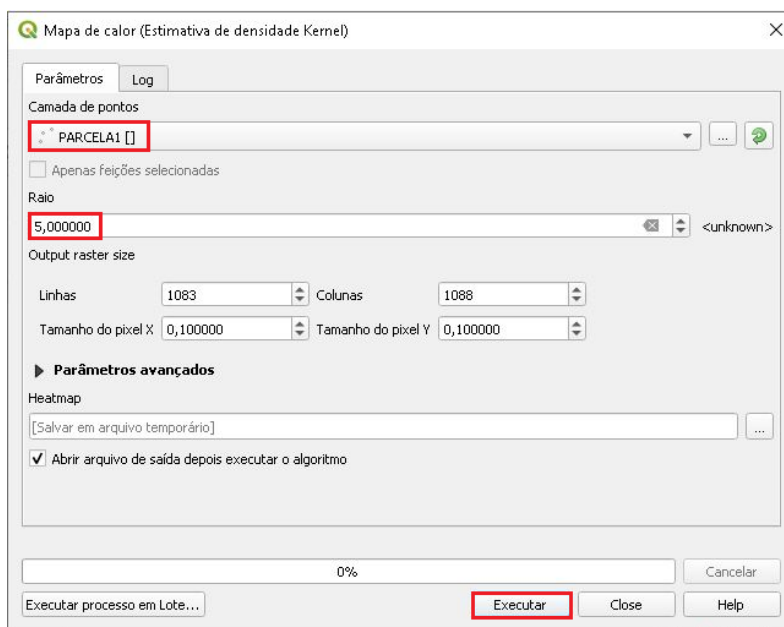 Mapa de calor (Estimativa de densidade Kernel)
Parâmetros Log
Camada de pontos
PARCELA1 [] ...
Apenas feições selecionadas
Raio
5,000000 <unknown>
Output raster size
Linhas 1083 Colunas 1088
Tamanho do pixel X 0,100000 Tamanho do pixel Y 0,100000
Parâmetros avançados
Heatmap
[Salvar em arquivo temporário] ...
Abrir arquivo de saída depois executar o algoritmo
0% Cancelar
Executar processo em Lote... Executar Close Help